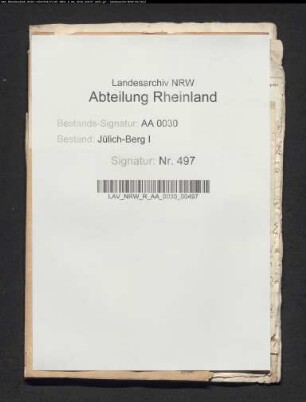 Landesarchiv NRW
Abteilung Rheinland
Bestands-Signatur: AA 0030
Bestand: Jülich-Berg I
Signatur: Nr. 497
LAV_NRW_R_AA_0030_00497